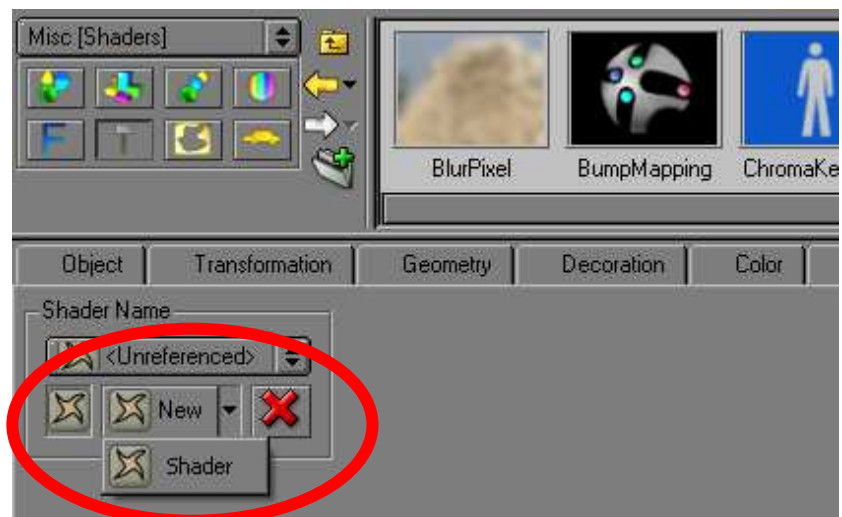 Misc [Shaders]
BlurPixel
BumpMapping
ChromaKe
Object
Transformation
Geometry
Decoration
Color
Shader Name
<Unreferenced>
New
Shader